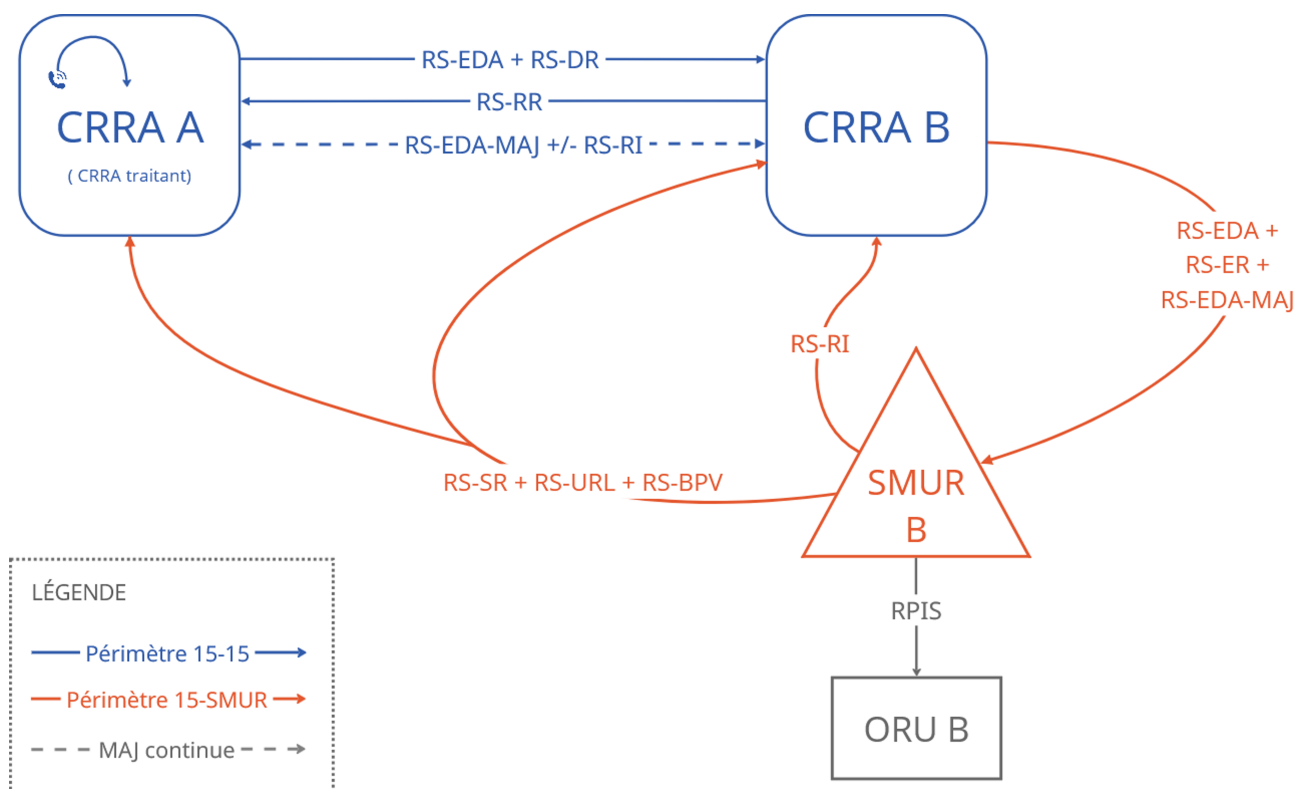 RS-EDA + RS-DR
RS-RR
RS-EDA-MAJ +/- RS-RI
CRRA A
( CRRA traitant)
CRRA B
RS-EDA +
RS-ER +
RS-EDA-MAJ
RS-RI
RS-SR + RS-URL + RS-BPV
SMUR
B
RPIS
ORU B
LÉGENDE
Périmètre 15-15
Périmètre 15-SMUR
MAJ continue